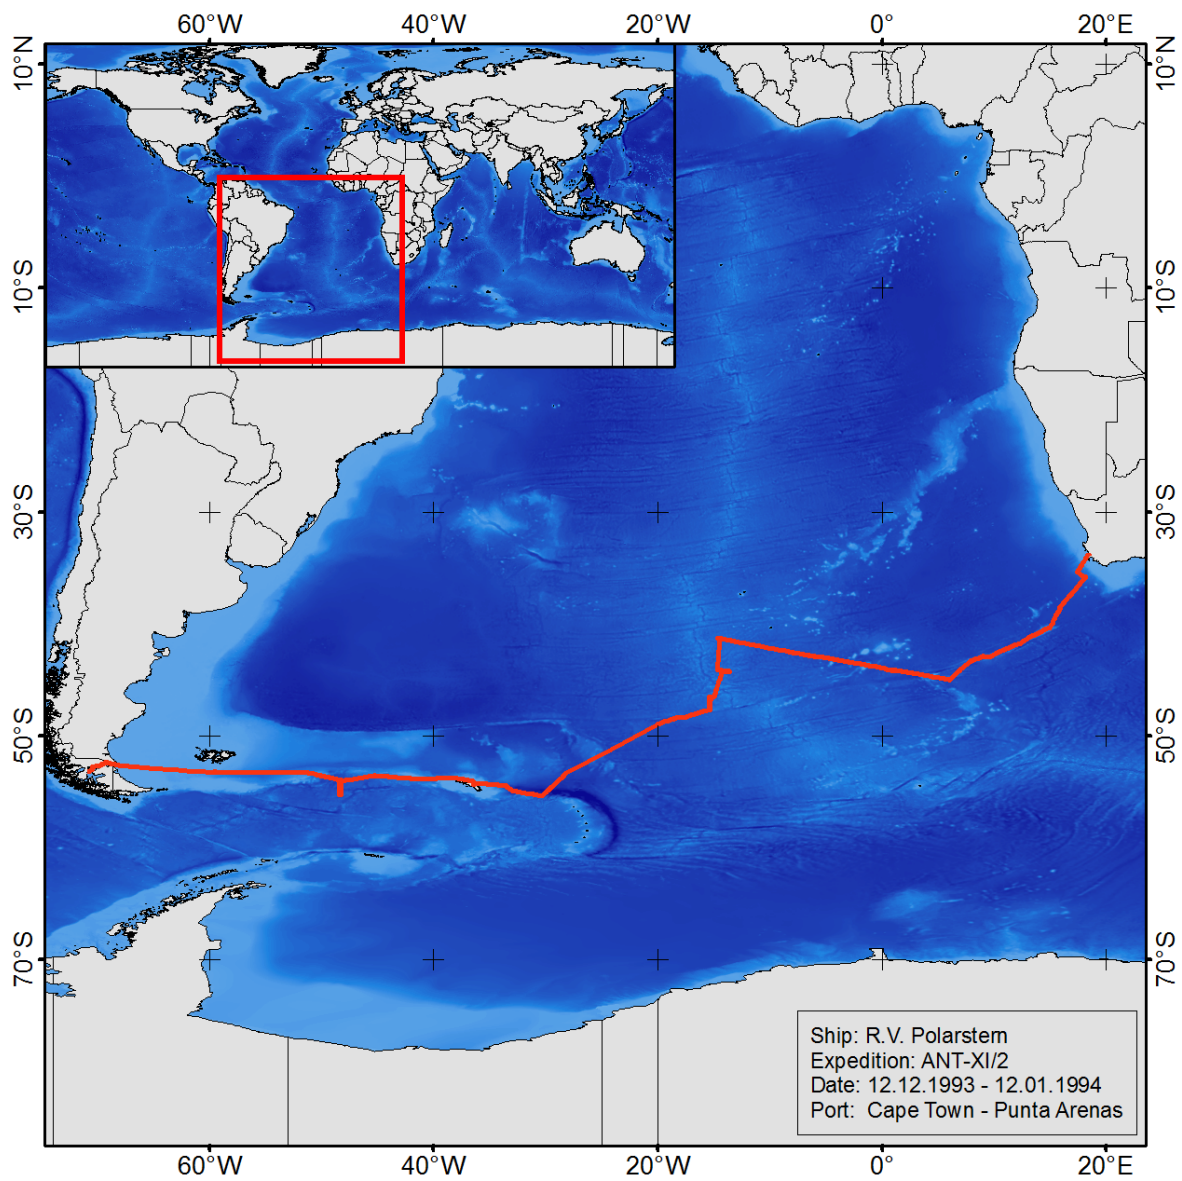 60°W 40°W 20°W 0° 20°E
10°N 10°N
10°S 10°S
30°S 30°S
50°S 50°S
70°S 70°S
Ship: R.V. Polarstern
Expedition: ANT-XI/2
Date: 12.12.1993 - 12.01.1994
Port: Cape Town - Punta Arenas
60°W 40°W 20°W 0° 20°E